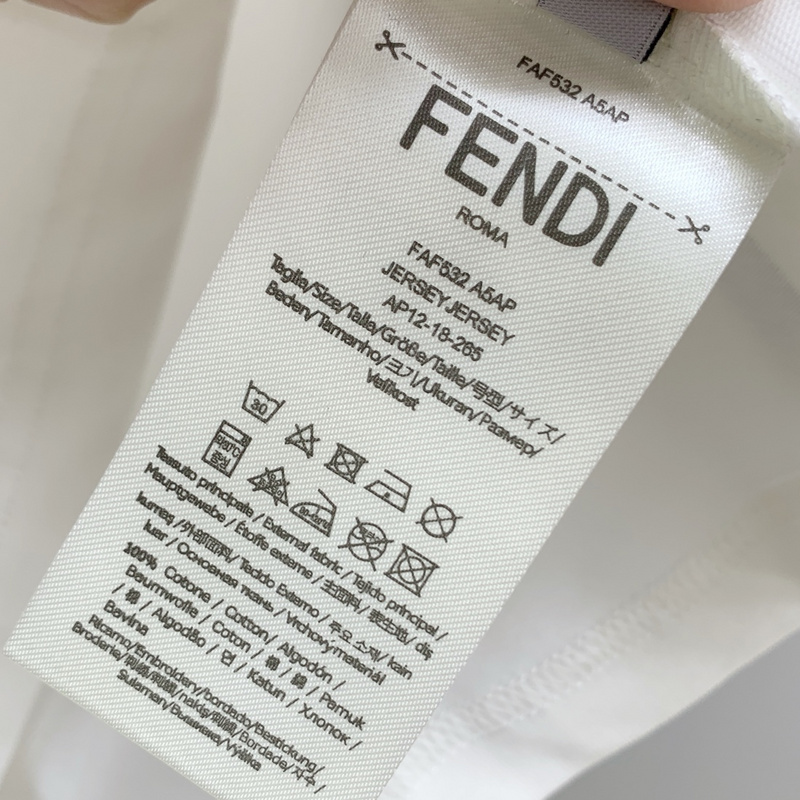 FAF532 A5AP
FENDI
ROMA
FAF532 A5AP
JERSEY JERSEY
AP12-18-265
Taglia/Size/Talla/Größe/Taille/号型/サイズ/
Beden/Tamanho/크기/Ukuran/Размер/
Velikost
30
Tessuto principale / External fabric / Tejido principal /
Hauptgewebe / Étoffe externe / 主面料 / 表生地 / dış
kumaş / 外部面料/ Tecido Externo / 주요 소재/ kain
luar / Основная ткань / Vrchový materiál
100% Cotone / Cotton/ Algodón /
Baumwolle / Coton / 棉 / 綿 / Pamuk
/ 棉 / Algodão / 면 / Katun / Хлопок /
Bavlna
Ricamo/Embroidery/bordado/Bestickung/
Broderie/刺繡/刺繍/nakış/刺繡/Bordado/자수/
Sulaman/Вышивка/Výšivka